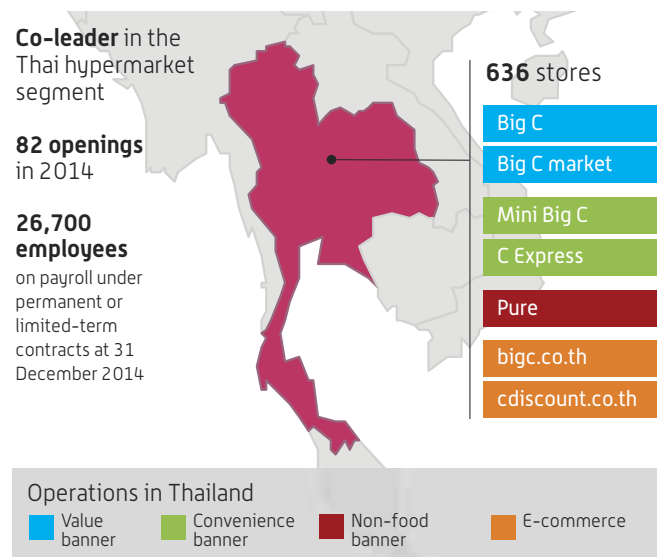 Co-leader in the
Thai hypermarket
segment
82 openings
in 2014
26,700
employees
on payroll under
permanent or
limited-term
contracts at 31
December 2014
636 stores
Big C
Big C market
Mini Big C
C Express
Pure
bigc.co.th
cdiscount.co.th
Operations in Thailand
Value
banner
Convenience
banner
Non-food
banner
E-commerce